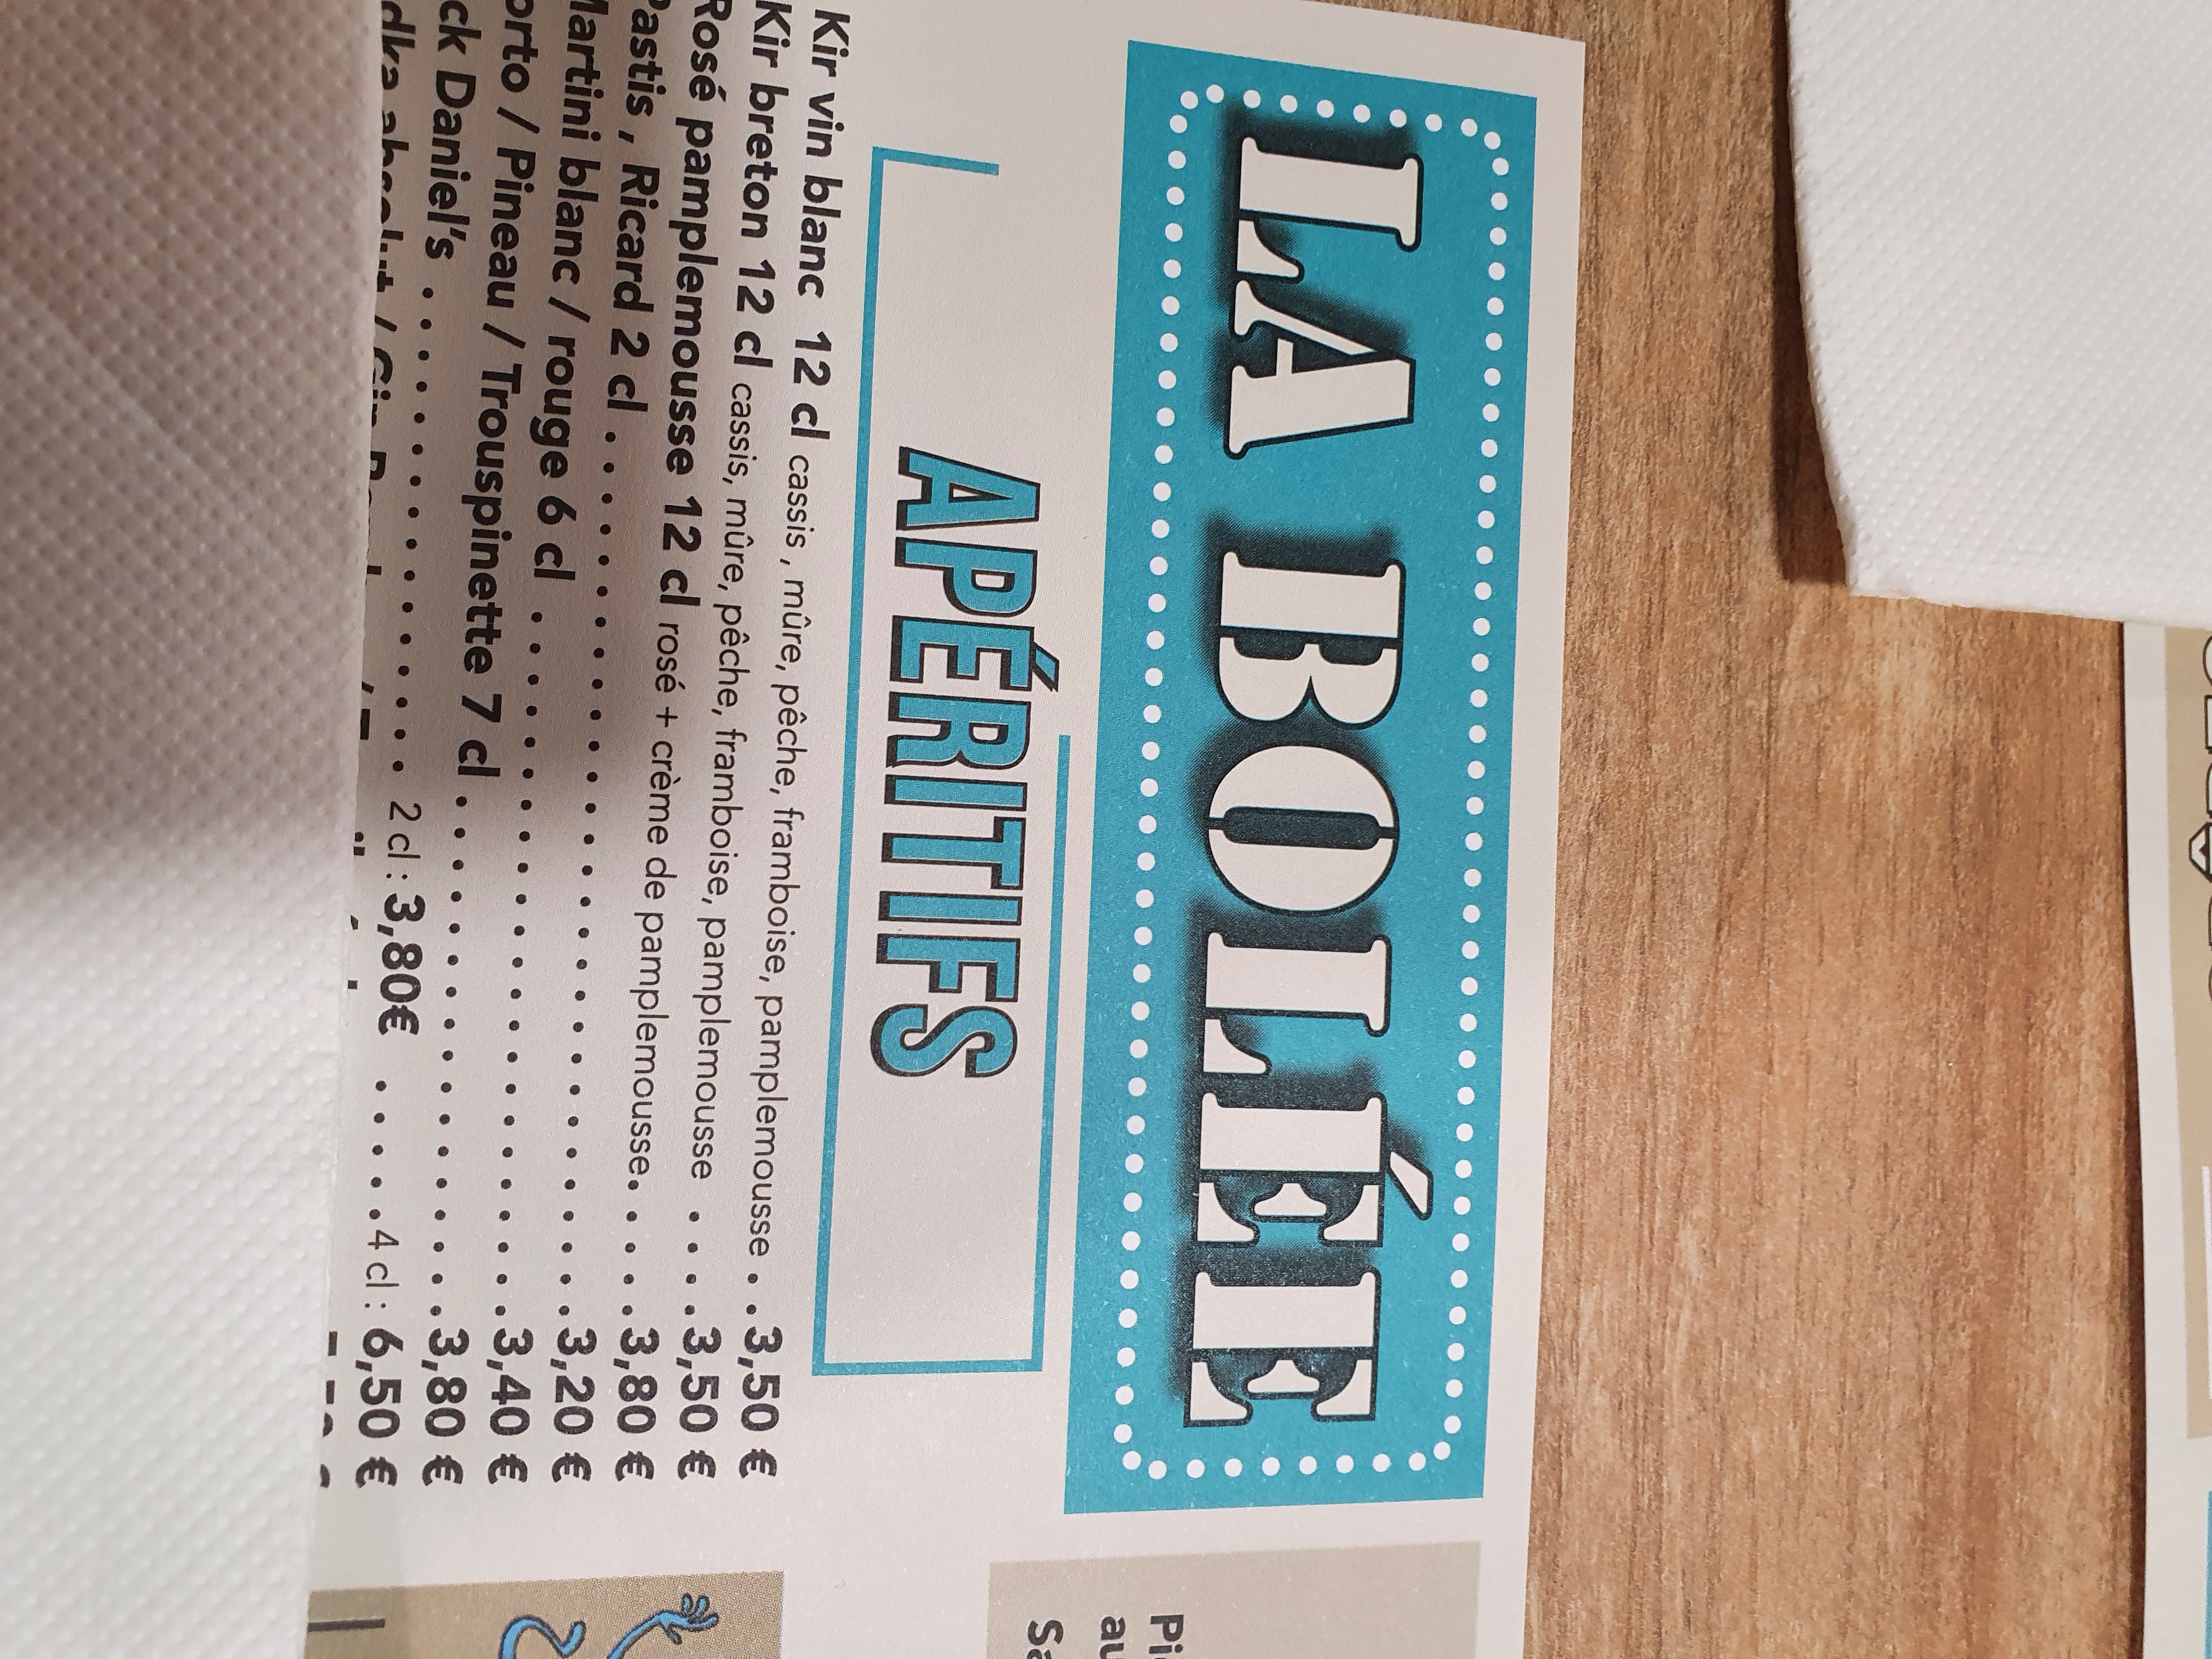 LA BOLÉE
APÉRITIFS
Kir vin blanc 12 cl cassis , mûre, pêche, framboise, pamplemousse . . 3,50 €
Kir breton 12 cl cassis, mûre, pêche, framboise, pamplemousse . . . . 3,50 €
Rosé pamplemousse 12 cl rosé + crème de pamplemousse. . . . . 3,80 €
Pastis , Ricard 2 cl . . . . . . . . . . . . . . . . . . . . . . . 3,20 €
Martini blanc / rouge 6 cl . . . . . . . . . . . . . . . . . . . 3,40 €
orto / Pineau / Trouspinette 7 cl . . . . . . . . . . . . . . 3,80 €
ck Daniel's . . . . . . . . . . . . . . 2 cl : 3,80€ . . . . . 4 cl : 6,50 €